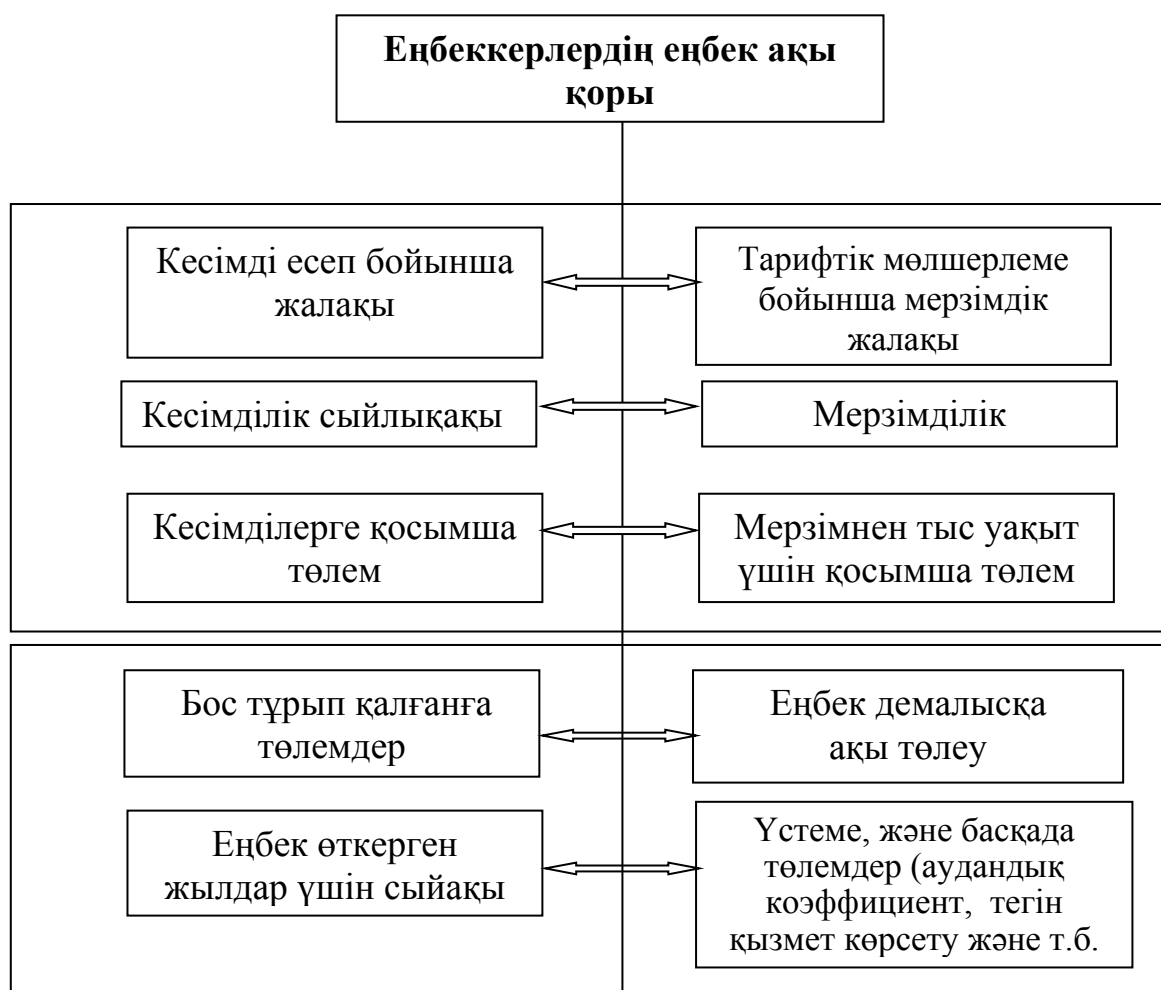 Еңбеккерлердің еңбек ақы
қоры
Кесімді есеп бойынша
жалақы
Тарифтік мөлшерлеме
бойынша мерзімдік
жалақы
Кесімділік сыйлықақы
Мерзімділік
Кесімділерге қосымша
төлем
Мерзімнен тыс уақыт
үшін қосымша төлем
Бос тұрып қалғанға
төлемдер
Еңбек демалысқа
ақы төлеу
Еңбек өткерген
жылдар үшін сыйақы
Үстеме, және басқада
төлемдер (аудандық
коэффициент, тегін
қызмет көрсету және т.б.